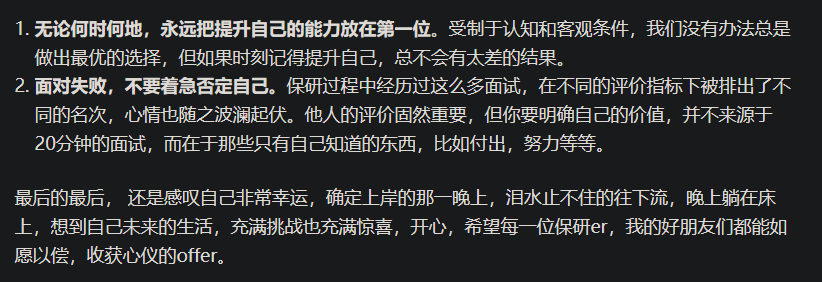 1. 无论何时何地，永远把提升自己的能力放在第一位。受制于认知和客观条件，我们没有办法总是
做出最优的选择，但如果时刻记得提升自己，总不会有太差的结果。
2. 面对失败，不要着急否定自己。保研过程中经历过这么多面试，在不同的评价指标下被排出了不
同的名次，心情也随之波澜起伏。他人的评价固然重要，但你要明确自己的价值，并不来源于
20分钟的面试，而在于那些只有自己知道的东西，比如付出，努力等等。
最后的最后， 还是感叹自己非常幸运，确定上岸的那一晚上，泪水止不住的往下流，晚上躺在床
上，想到自己未来的生活，充满挑战也充满惊喜，开心，希望每一位保研er，我的好朋友们都能如
愿以偿，收获心仪的offer。